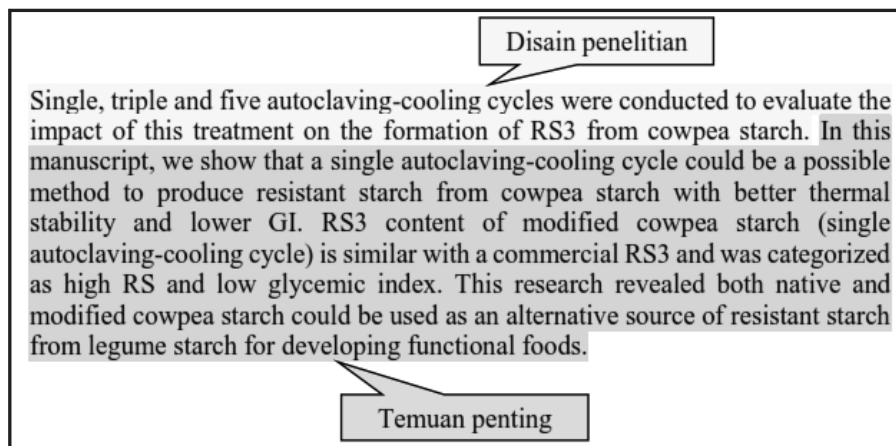 Disain penelitian
Single, triple and five autoclaving-cooling cycles were conducted to evaluate the
impact of this treatment on the formation of RS3 from cowpea starch. In this
manuscript, we show that a single autoclaving-cooling cycle could be a possible
method to produce resistant starch from cowpea starch with better thermal
stability and lower GI. RS3 content of modified cowpea starch (single
autoclaving-cooling cycle) is similar with a commercial RS3 and was categorized
as high RS and low glycemic index. This research revealed both native and
modified cowpea starch could be used as an alternative source of resistant starch
from legume starch for developing functional foods.
Temuan penting